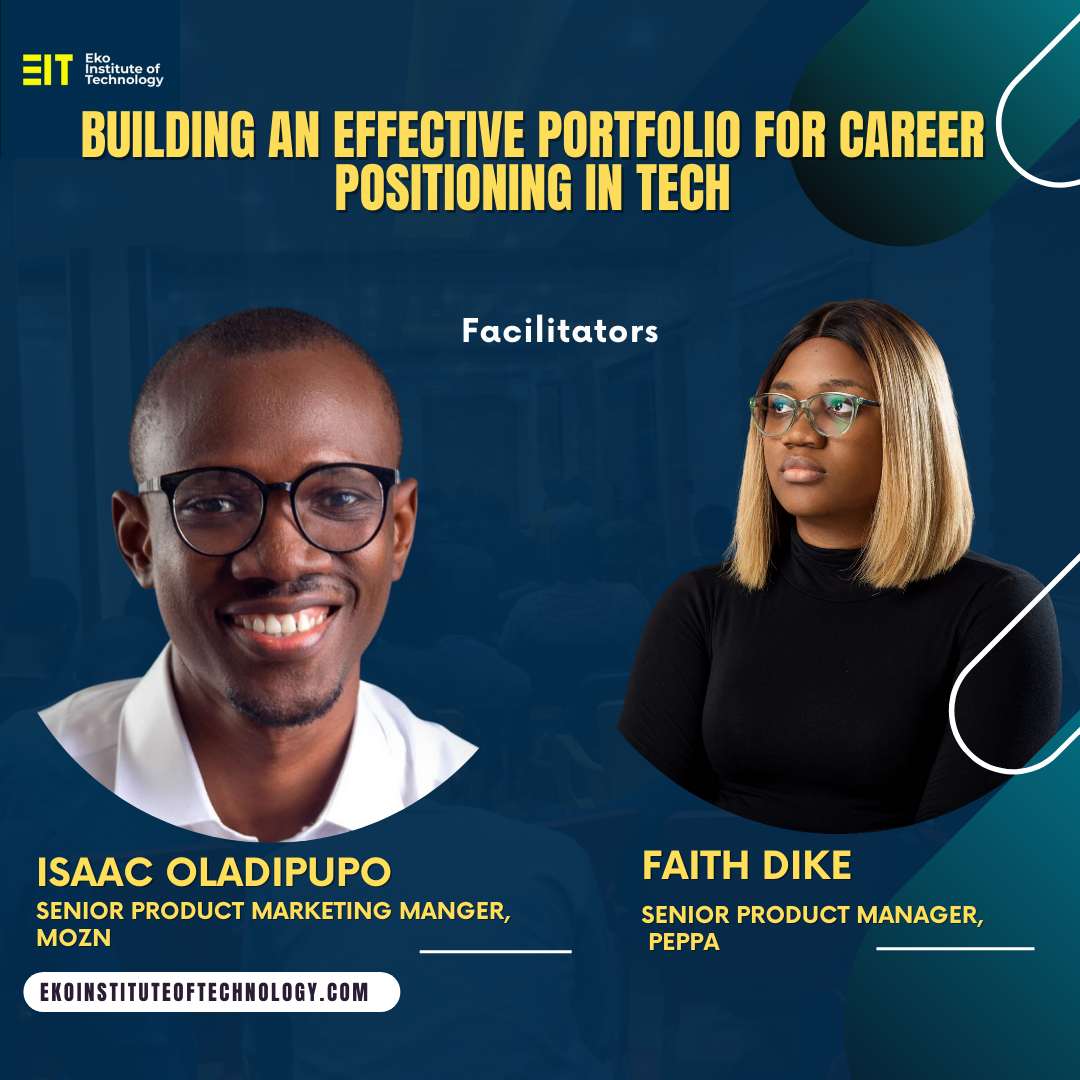 EIT
Eko
Institute of
Technology
BUILDING AN EFFECTIVE PORTFOLIO FOR CAREER
POSITIONING IN TECH
Facilitators
ISAAC OLADIPUPO
SENIOR PRODUCT MARKETING MANGER,
MOZN
FAITH DIKE
SENIOR PRODUCT MANAGER,
PEPPA
EKOINSTITUTEOFTECHNOLOGY.COM